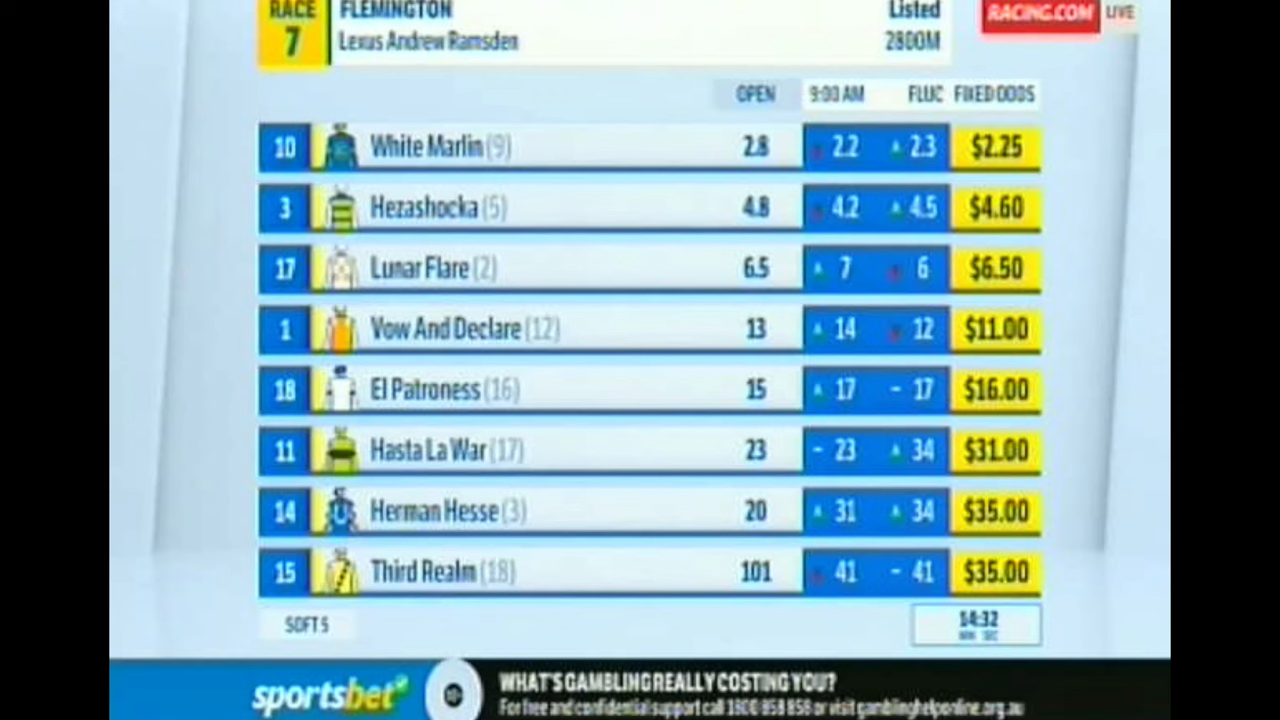 RACE 7 FLEMINGTON Listed RACING.COM LIVE
Lexus Andrew Ramsden 2800M
OPEN 9:00 AM FLUC FIXED ODDS
10 White Marlin (9) 2.8 2.2 2.3 $2.25
3 Hezashocka (5) 4.8 4.2 4.5 $4.60
17 Lunar Flare (2) 6.5 7 6 $6.50
1 Vow And Declare (12) 13 14 12 $11.00
18 El Patroness (16) 15 17 - 17 $16.00
11 Hasta La War (17) 23 - 23 34 $31.00
14 Herman Hesse (3) 20 31 34 $35.00
15 Third Realm (18) 101 41 - 41 $35.00
SOFT 5 14:32
MIN SEC
sportsbet 18+ WHAT'S GAMBLING REALLY COSTING YOU?
For free and confidential support call 1800 858 858 or visit gamblinghelponline.org.au